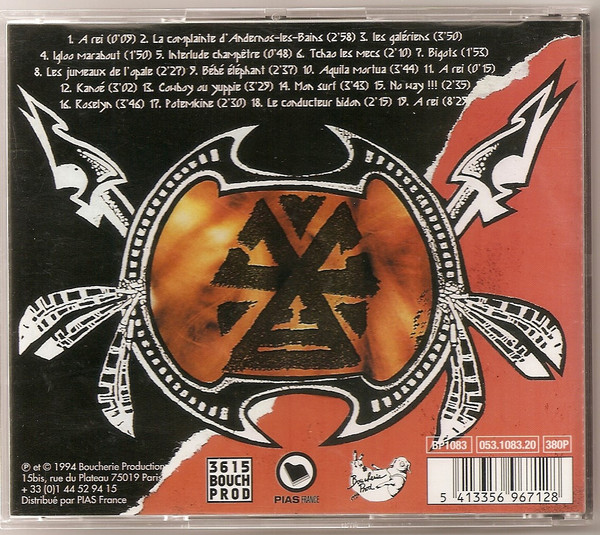 1. A rei (0'09) 2. La complainte d'Andernos-les-Bains (2'58) 3. les galériens (3'50)
4. Igloo marabout (1'50) 5. Interlude champêtre (0'48) 6. Tchao les mecs (2'10) 7. Bigots (1'53)
8. Les jumeaux de l'opale (2'27) 9. Bébé éléphant (2'37) 10. Aquila mortua (3'44) 11. A rei (0'15)
12. Kanoé (3'02) 13. Cowboy ou yuppie (3'29) 14. Mon surf (3'43) 15. No way !!! (2'35)
16. Roselyn (3'46) 17. Potemkine (2'30) 18. Le conducteur bidon (2'15) 19. A rei (8'29)
℗ et © 1994 Boucherie Production
15bis, rue du Plateau 75019 Paris
+ 33 (0)1 44 52 94 15
Distribué par PIAS France
3615
BOUCH
PROD
PIAS FRANCE
Boucherie
Prod
BP1083 053.1083.20 380P
5 413356 967128